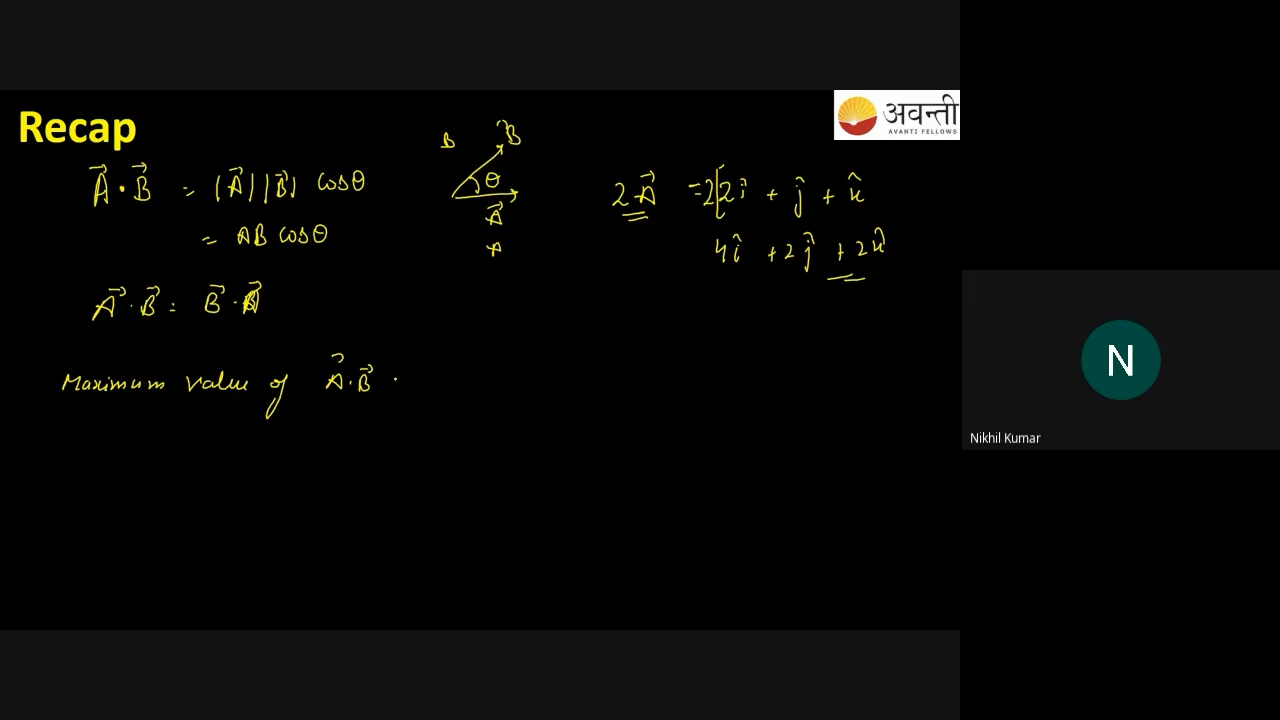 Recap
अवन्ती
AVANTI FELLOWS
A⃗ · B⃗ = |A⃗| |B⃗| cosθ
= AB cosθ
B B⃗
θ
A⃗
A
2A⃗ = 2[2î + ĵ + k̂
4î + 2ĵ + 2k̂
A⃗ · B⃗ = B⃗ · A⃗
Maximum value of A⃗ · B⃗
N
Nikhil Kumar